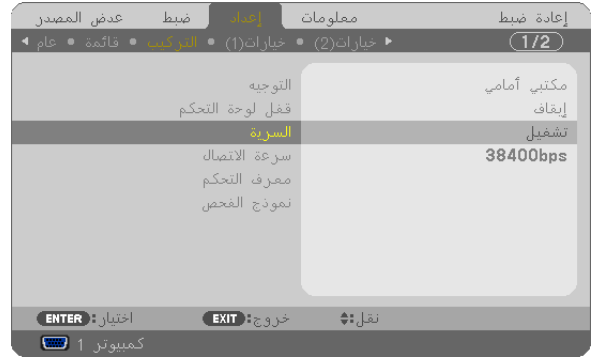 عدض المصدر ضبط إعداد معلومات إعادة ضبط
عام • قائمة • التركيب • خيارات(1) • خيارات(2) (1/2)
التوجيه مكتبي أمامي
قفل لوحة التحكم إيقاف
السرية تشغيل
سرعة الاتصال 38400bps
معرف التحكم
نموذج الفحص
ENTER :اختيار EXIT :خروج نقل:
كمبيوتر 1